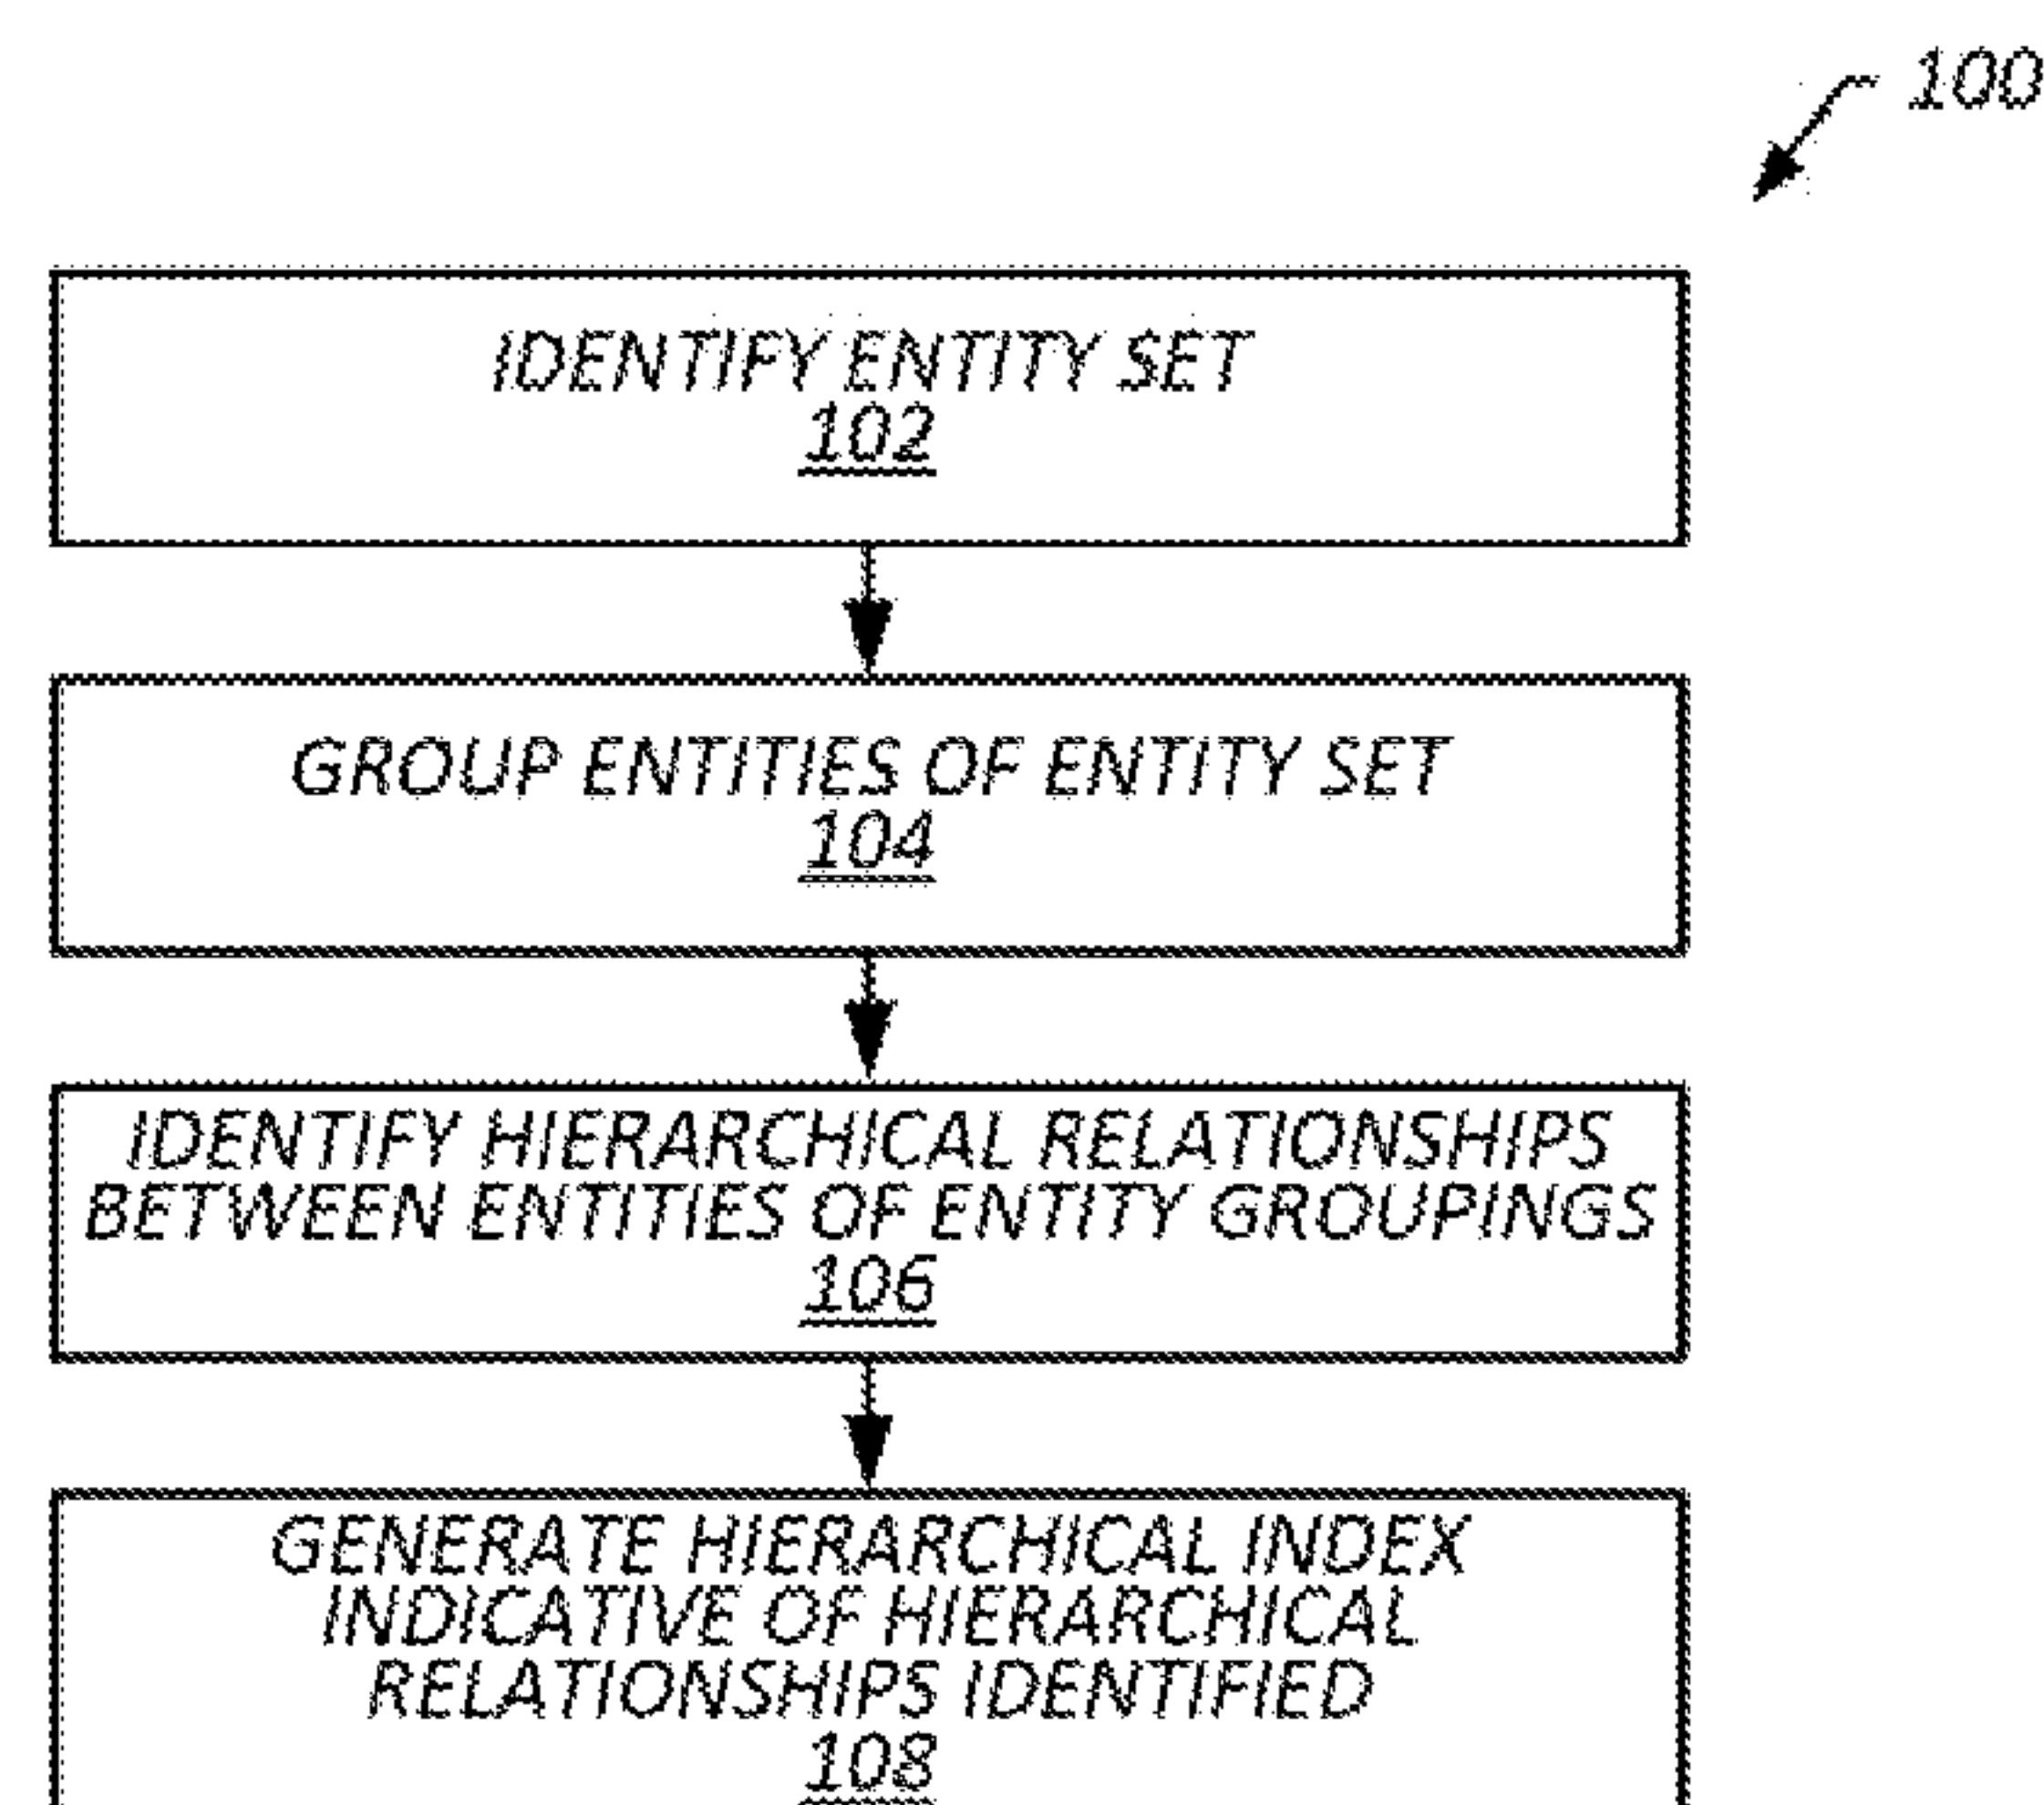 100
IDENTIFY ENTITY SET
102
GROUP ENTITIES OF ENTITY SET
104
IDENTIFY HIERARCHICAL RELATIONSHIPS
BETWEEN ENTITIES OF ENTITY GROUPINGS
106
GENERATE HIERARCHICAL INDEX
INDICATIVE OF HIERARCHICAL
RELATIONSHIPS IDENTIFIED
108